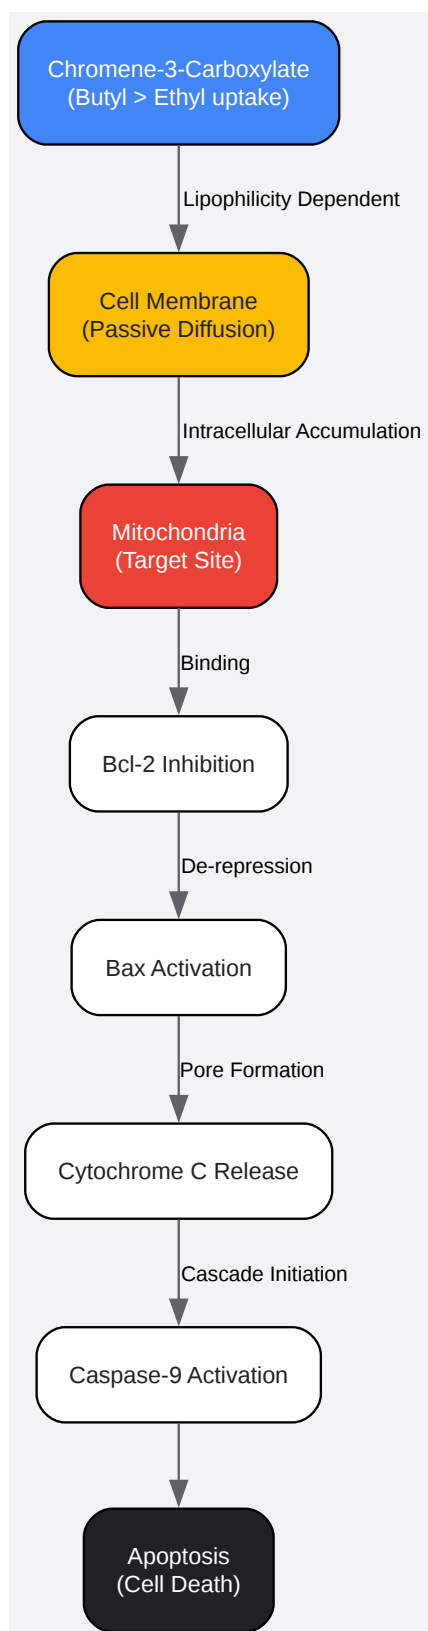 Chromene-3-Carboxylate
(Butyl > Ethyl uptake)
Lipophilicity Dependent
Cell Membrane
(Passive Diffusion)
Intracellular Accumulation
Mitochondria
(Target Site)
Binding
Bcl-2 Inhibition
De-repression
Bax Activation
Pore Formation
Cytochrome C Release
Cascade Initiation
Caspase-9 Activation
Apoptosis
(Cell Death)